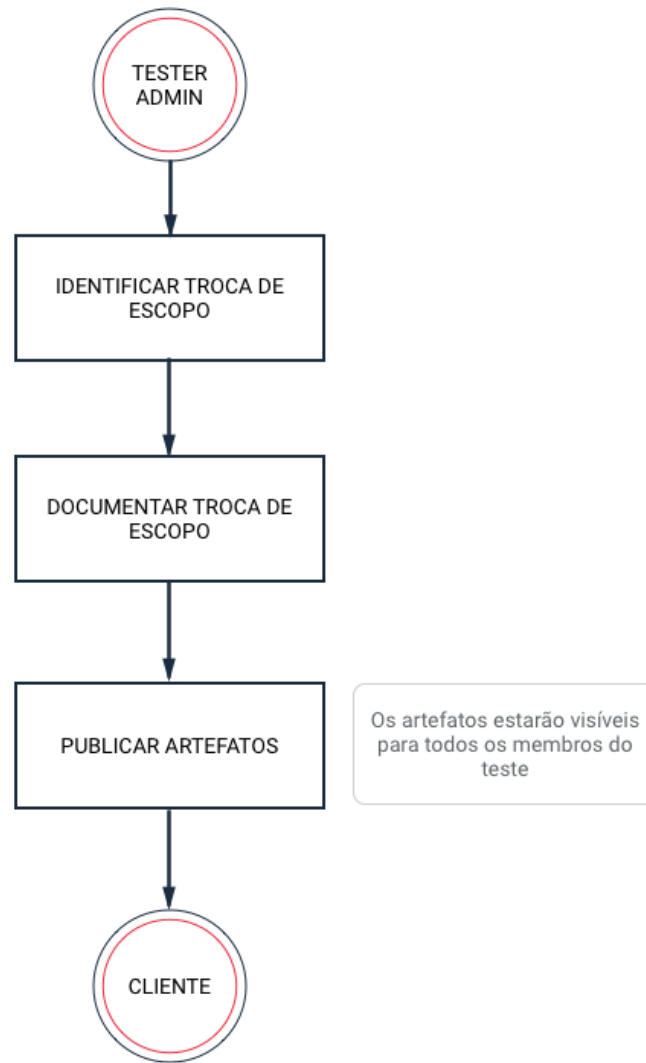 TESTER
ADMIN
IDENTIFICAR TROCA DE
ESCOPO
DOCUMENTAR TROCA DE
ESCOPO
PUBLICAR ARTEFATOS
Os artefatos estarão visíveis
para todos os membros do
teste
CLIENTE